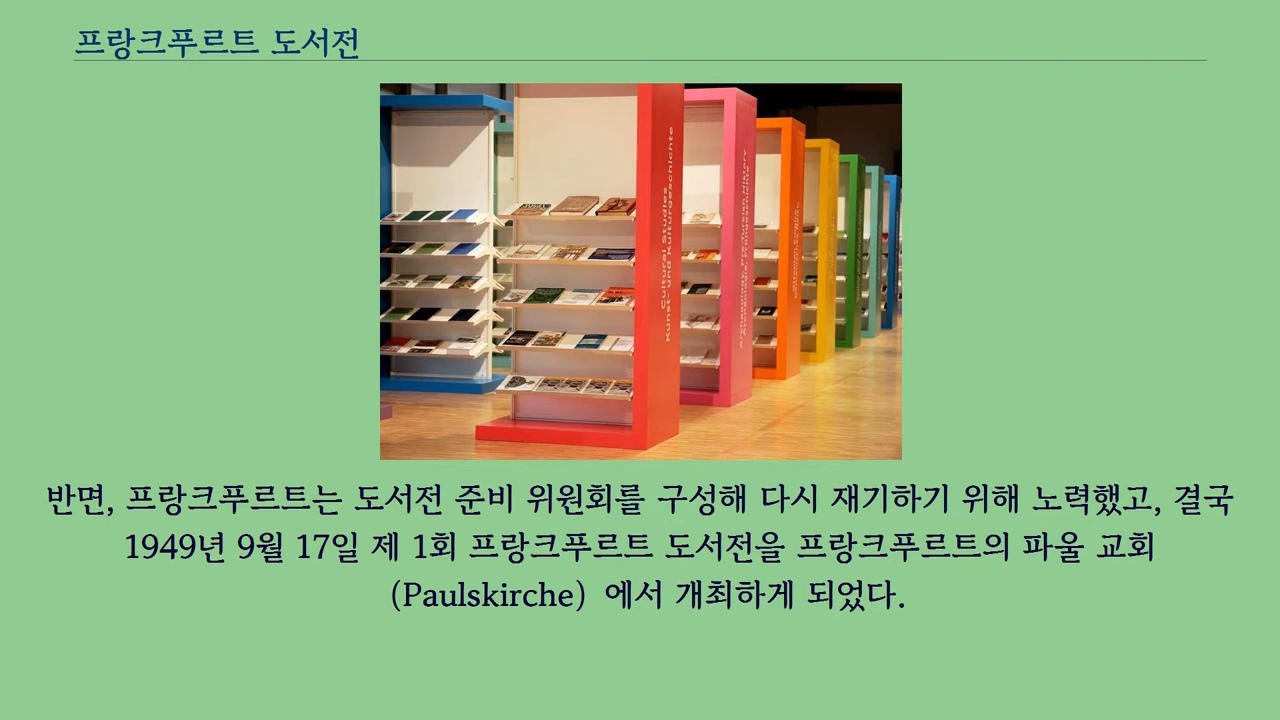 프랑크푸르트 도서전
Cultural Studies
Kunst- und Kulturgeschichte
반면, 프랑크푸르트는 도서전 준비 위원회를 구성해 다시 재기하기 위해 노력했고, 결국
1949년 9월 17일 제 1회 프랑크푸르트 도서전을 프랑크푸르트의 파울 교회
(Paulskirche) 에서 개최하게 되었다.